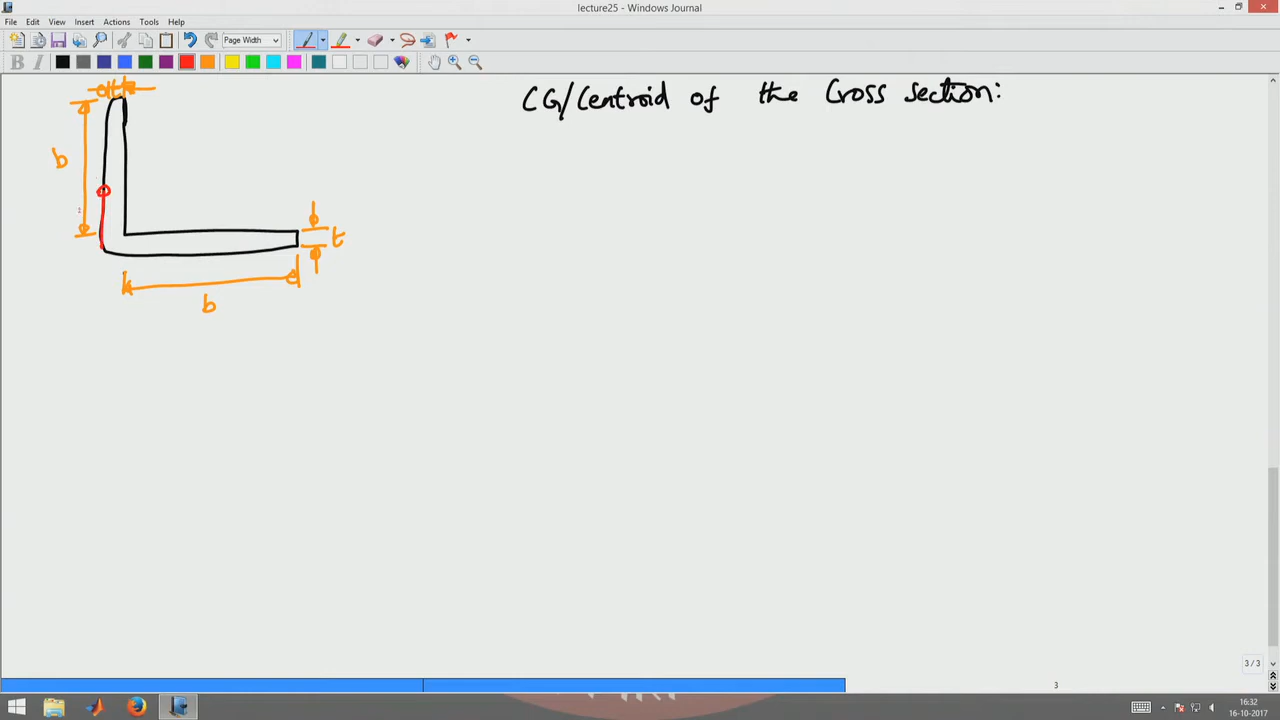 lecture25 - Windows Journal
File Edit View Insert Actions Tools Help
Page Width
B I
CG/Centroid of the Cross section:
t
b
t
b
3 / 3
3
16:32
16-10-2017